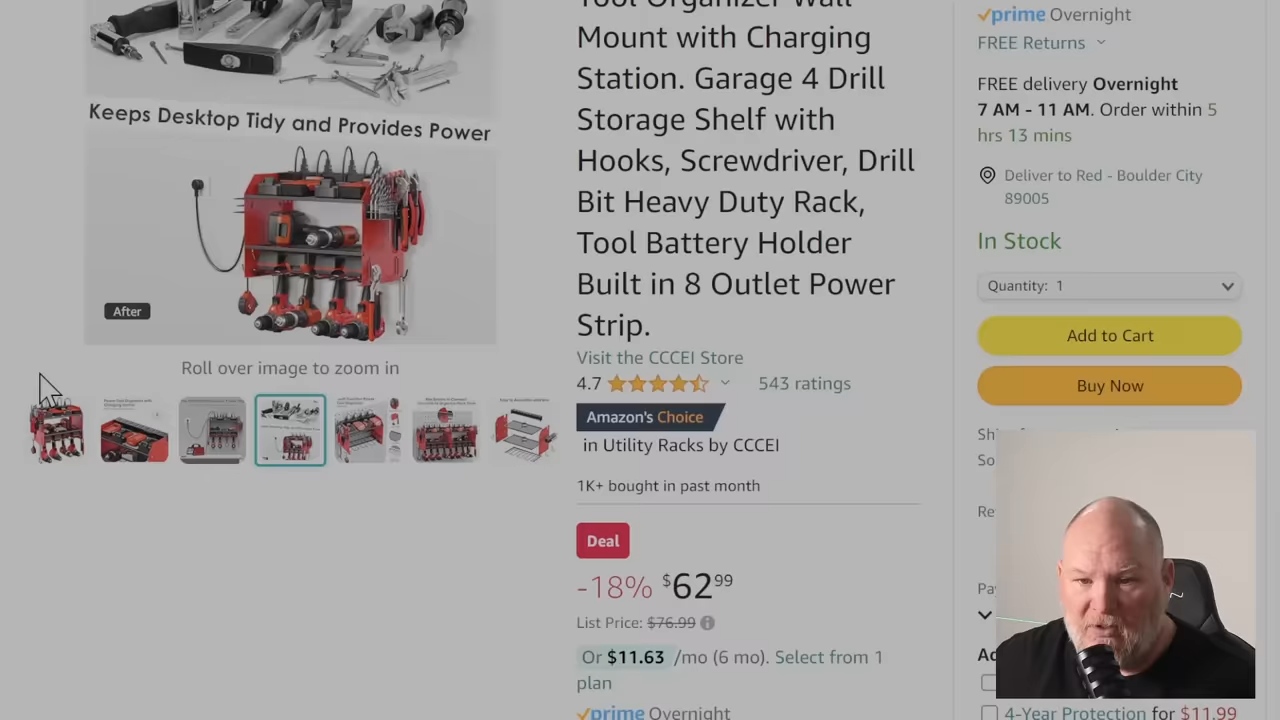 Keeps Desktop Tidy and Provides Power
After
Roll over image to zoom in
Tool Organizer Wall
Mount with Charging
Station. Garage 4 Drill
Storage Shelf with
Hooks, Screwdriver, Drill
Bit Heavy Duty Rack,
Tool Battery Holder
Built in 8 Outlet Power
Strip.
Visit the CCCEI Store
4.7
543 ratings
Amazon's Choice
in Utility Racks by CCCEI
1K+ bought in past month
Deal
-18% $62 99
List Price: $76.99
Or $11.63 /mo (6 mo). Select from 1
plan
prime Overnight
prime Overnight
FREE Returns
FREE delivery Overnight
7 AM - 11 AM. Order within 5
hrs 13 mins
Deliver to Red - Boulder City
89005
In Stock
Quantity: 1
Add to Cart
Buy Now
4-Year Protection for $11.99